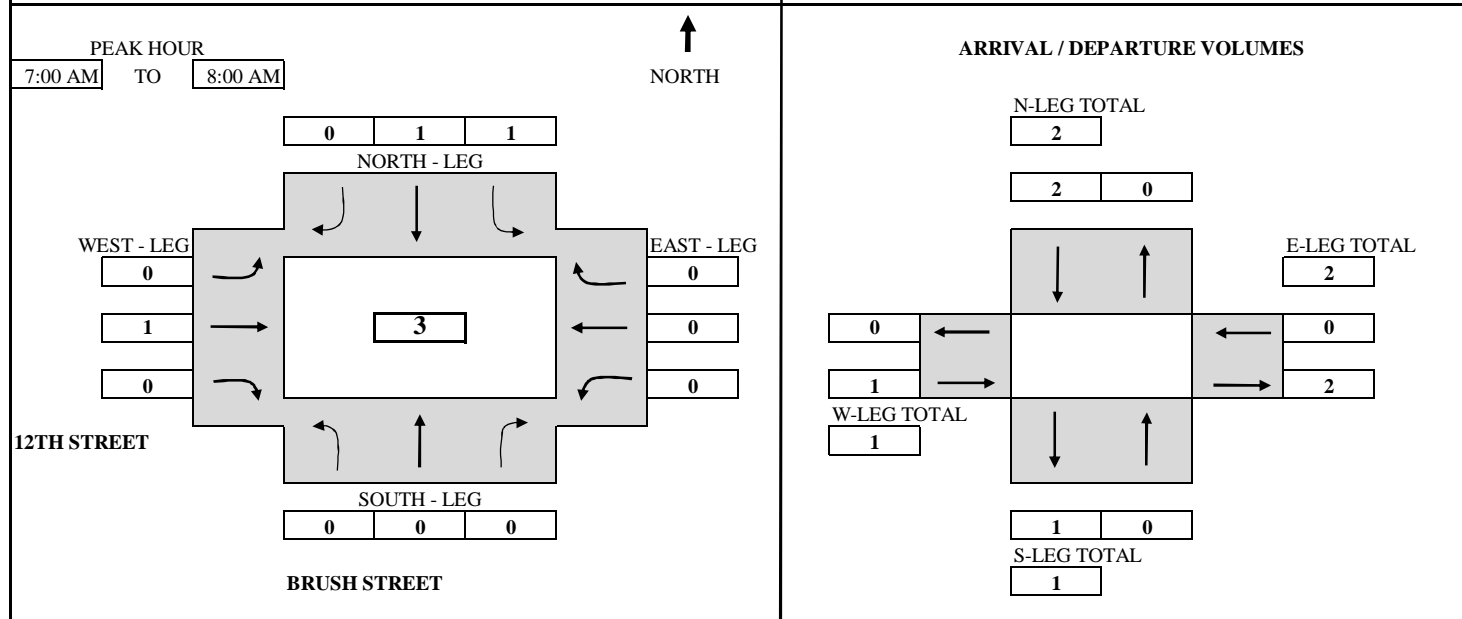 PEAK HOUR
7:00 AM TO 8:00 AM
NORTH
0 1 1
NORTH - LEG
WEST - LEG
EAST - LEG
0
0
1
3
0
0
0
12TH STREET
SOUTH - LEG
0 0 0
BRUSH STREET
ARRIVAL / DEPARTURE VOLUMES
N-LEG TOTAL
2
2 0
E-LEG TOTAL
2
0
0
1
2
W-LEG TOTAL
1
1 0
S-LEG TOTAL
1